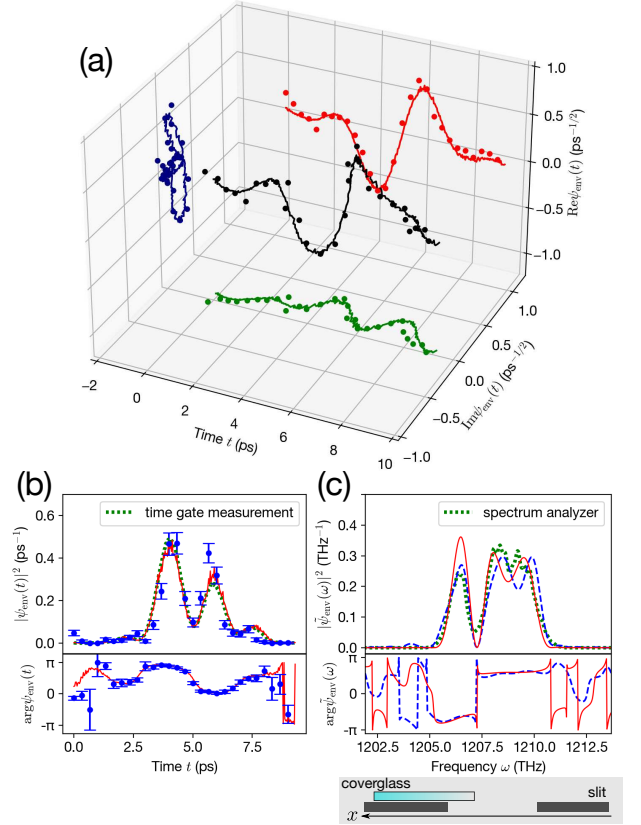 (a)
1.0
0.5
0.0
-0.5
-1.0
Reψenv(t) (ps⁻¹/²)
1.0
0.5
0.0
-0.5
-1.0
Imψenv(t) (ps⁻¹/²)
-2
0
2
4
6
8
10
Time t (ps)
(b)
time gate measurement
|ψenv(t)|² (ps⁻¹)
0.6
0.4
0.2
0.0
argψenv(t)
π
0
-π
0.0
2.5
5.0
7.5
Time t (ps)
(c)
spectrum analyzer
|ψ̃env(ω)|² (THz⁻¹)
0.4
0.3
0.2
0.1
0.0
argψ̃env(ω)
π
0
-π
1202.5
1205.0
1207.5
1210.0
1212.5
Frequency ω (THz)
coverglass
slit
x